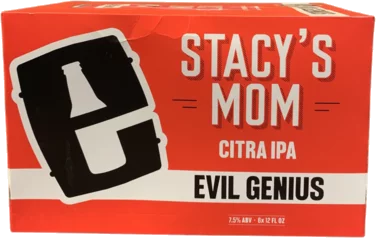 STACY'S
MOM
CITRA IPA
EVIL GENIUS
7.5% ABV - 6x 12 FL OZ